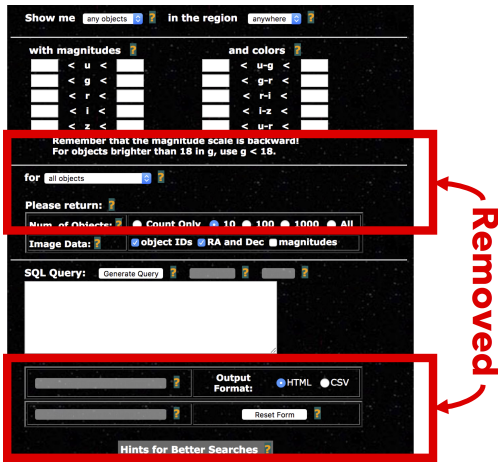 Show me any objects ? in the region anywhere ?
with magnitudes ? and colors ?
< u < < u-g <
< g < < g-r <
< r < < r-i <
< i < < i-z <
< z < < u-r <
Remember that the magnitude scale is backward!
For objects brighter than 18 in g, use g < 18.
for all objects ?
Please return: ?
Num. of Objects: ? Count Only 10 100 1000 All
Image Data: ? object IDs RA and Dec magnitudes
SQL Query: Generate Query ? ? ?
? Output Format: HTML CSV
? Reset Form ?
Hints for Better Searches ?
Removed